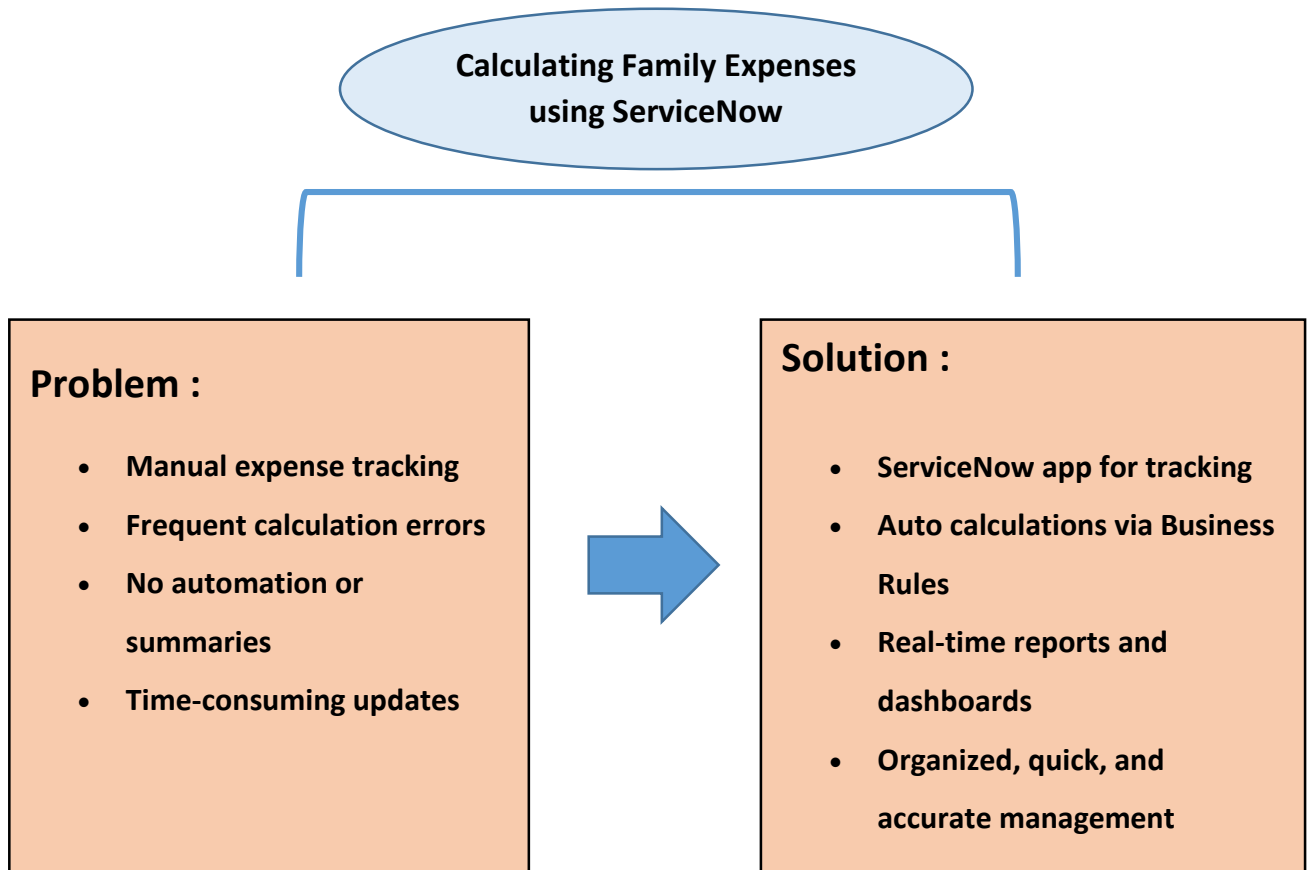 Calculating Family Expenses
using ServiceNow
Problem :
• Manual expense tracking
• Frequent calculation errors
• No automation or
summaries
• Time-consuming updates
Solution :
• ServiceNow app for tracking
• Auto calculations via Business
Rules
• Real-time reports and
dashboards
• Organized, quick, and
accurate management